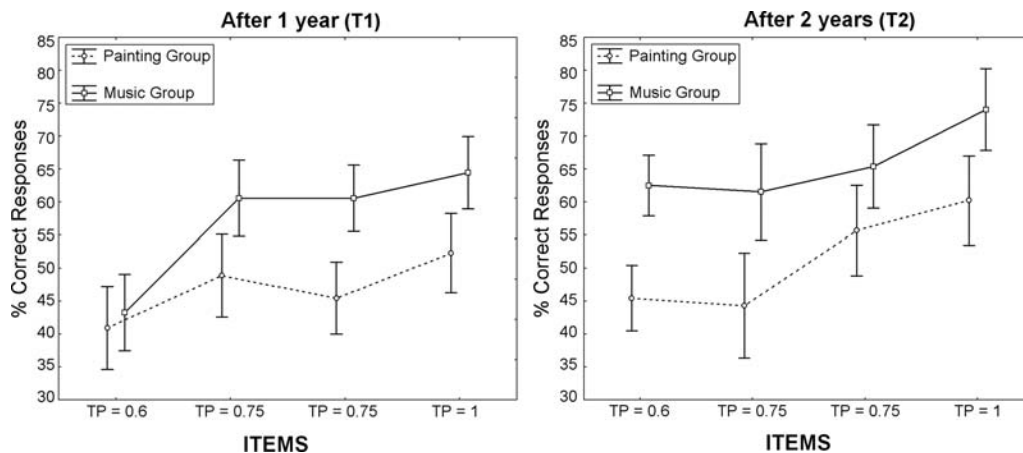 After 1 year (T1)
% Correct Responses
85
80
75
70
65
60
55
50
45
40
35
30
Painting Group
Music Group
TP = 0.6 TP = 0.75 TP = 0.75 TP = 1
ITEMS
After 2 years (T2)
% Correct Responses
85
80
75
70
65
60
55
50
45
40
35
30
Painting Group
Music Group
TP = 0.6 TP = 0.75 TP = 0.75 TP = 1
ITEMS